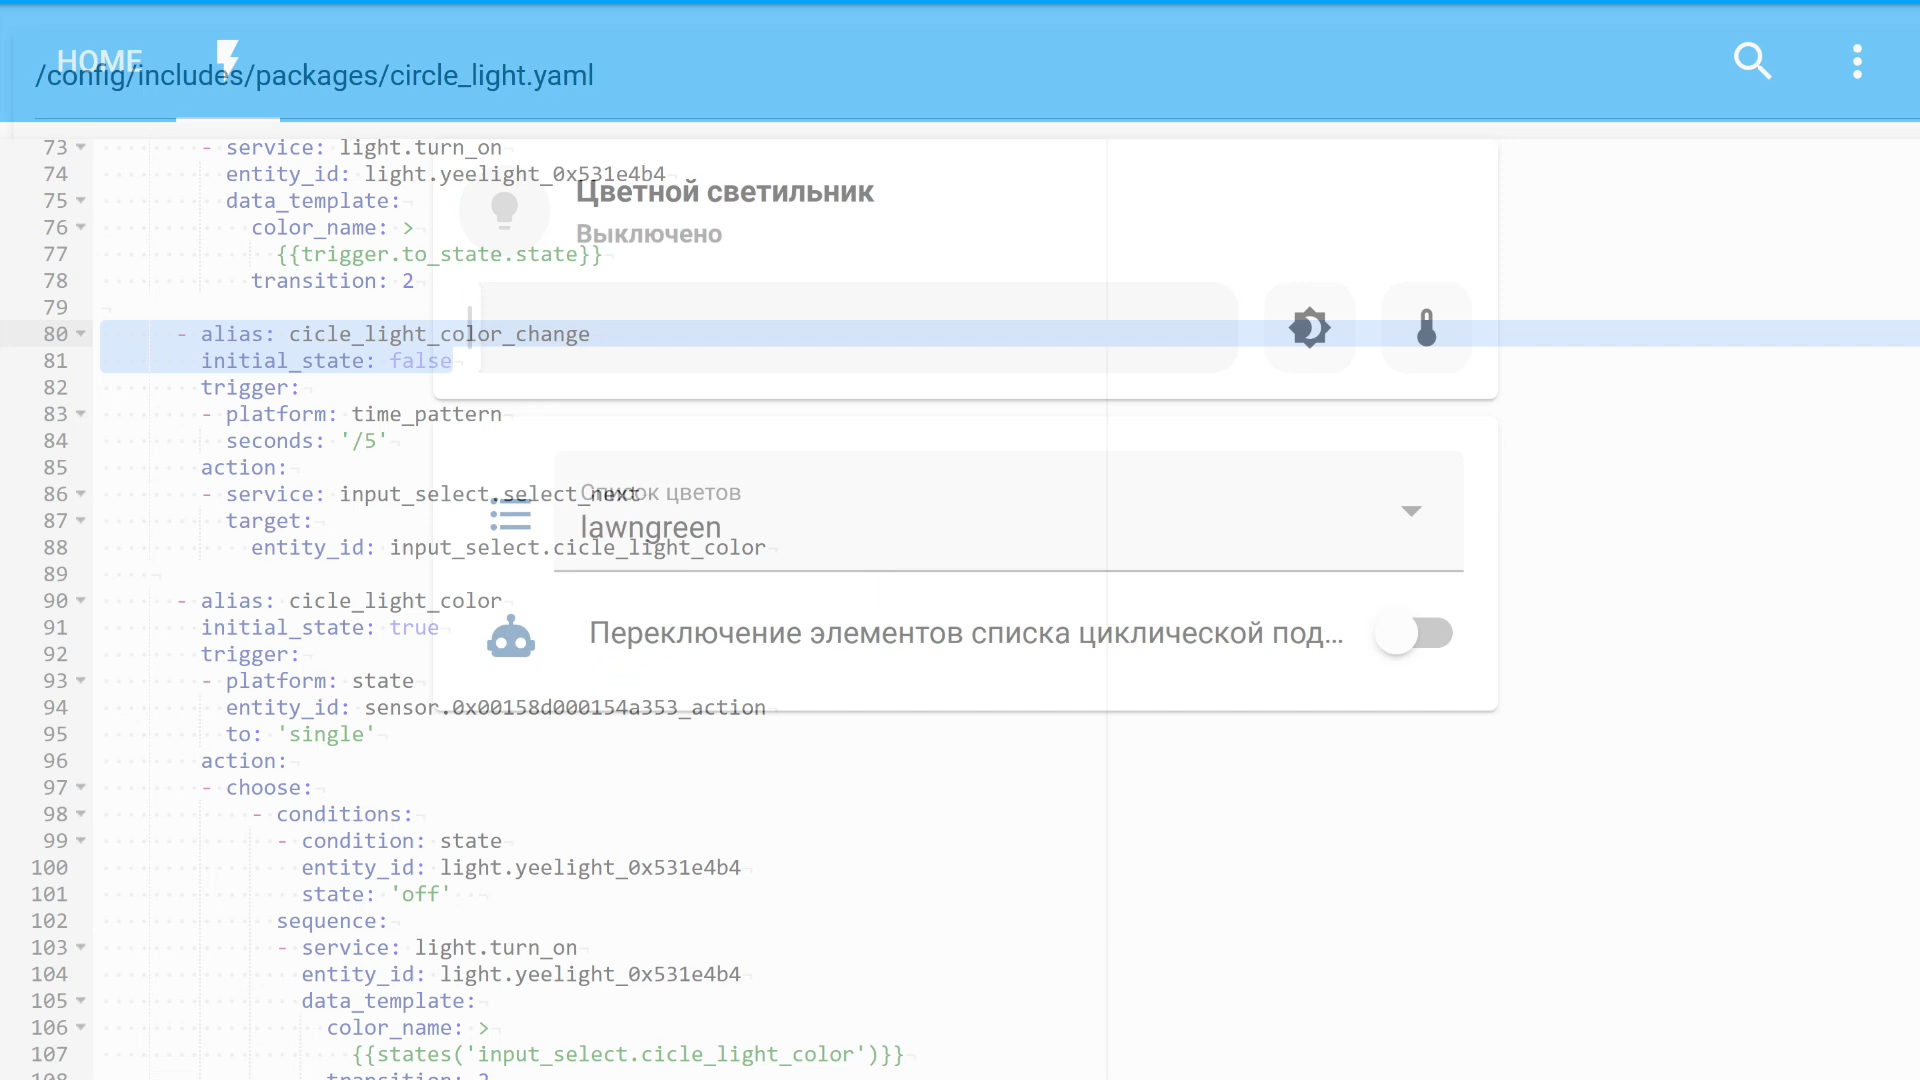 HOME
/config/includes/packages/circle_light.yaml
73 - service: light.turn_on
74 entity_id: light.yeelight_0x531e4b4
75 data_template:
76 color_name: >
77 {{trigger.to_state.state}}
78 transition: 2
79
80 - alias: cicle_light_color_change
81 initial_state: false
82 trigger:
83 - platform: time_pattern
84 seconds: '/5'
85 action:
86 - service: input_select.select_next
87 target:
88 entity_id: input_select.cicle_light_color
89
90 - alias: cicle_light_color
91 initial_state: true
92 trigger:
93 - platform: state
94 entity_id: sensor.0x00158d000154a353_action
95 to: 'single'
96 action:
97 - choose:
98 - conditions:
99 - condition: state
100 entity_id: light.yeelight_0x531e4b4
101 state: 'off'
102 sequence:
103 - service: light.turn_on
104 entity_id: light.yeelight_0x531e4b4
105 data_template:
106 color_name: >
107 {{states('input_select.cicle_light_color')}}
108 transition: 2
Цветной светильник
Выключено
Список цветов
lawngreen
Переключение элементов списка циклической под...